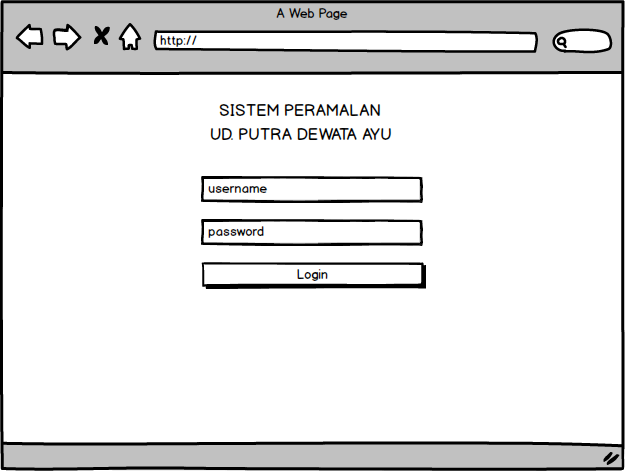 A Web Page
http://
SISTEM PERAMALAN
UD. PUTRA DEWATA AYU
username
password
Login